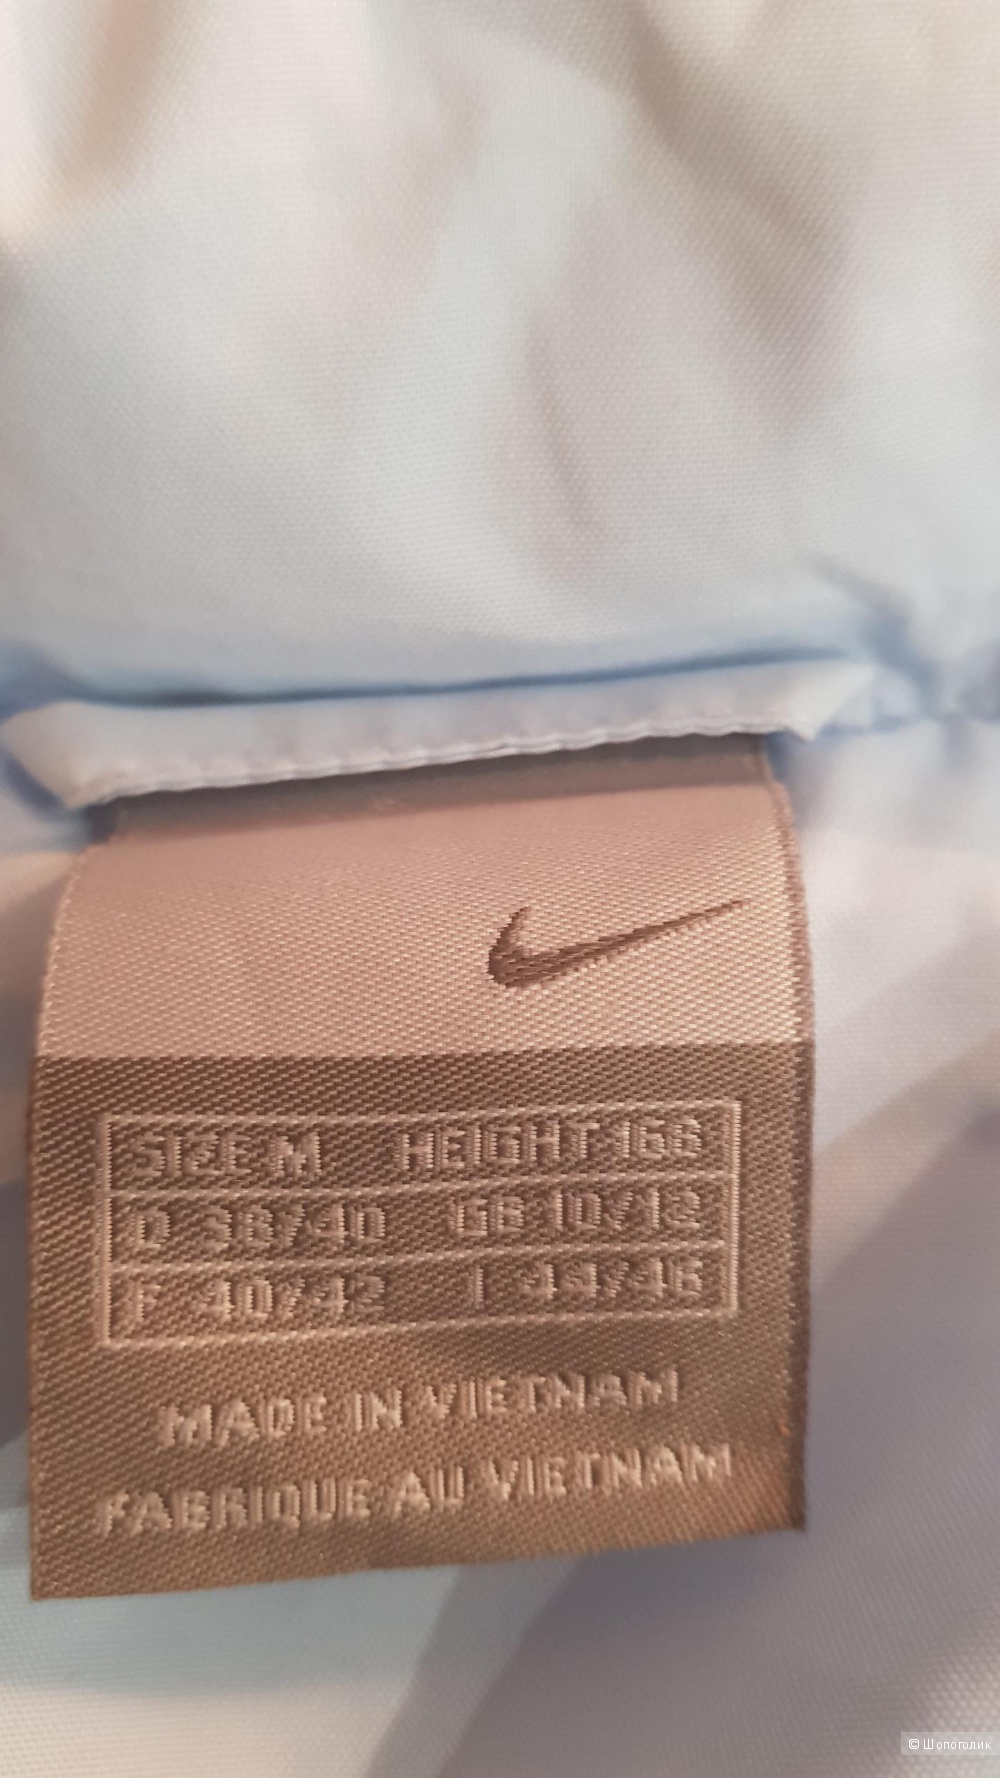 SIZE M HEIGHT 168
D 38/40 GB 10/12
F 40/42 I 44/46
MADE IN VIETNAM
FABRIQUE AU VIETNAM
© Шопоголик